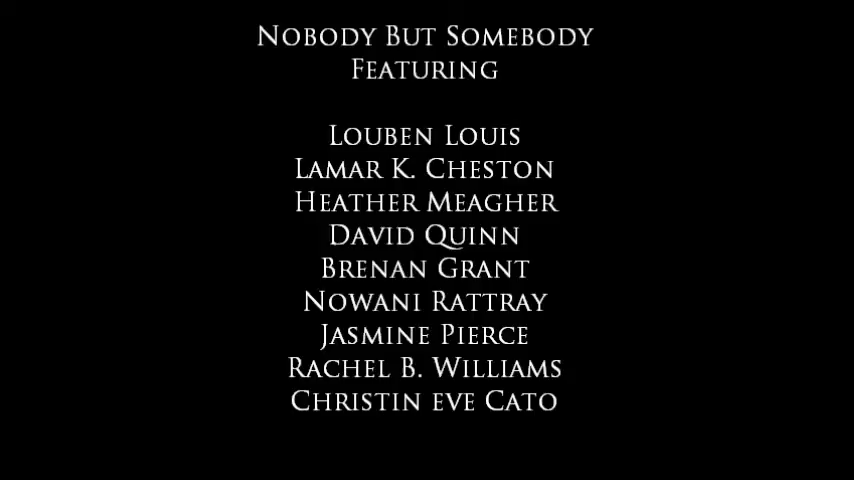 Nobody But Somebody
Featuring
Louben Louis
Lamar K. Cheston
Heather Meagher
David Quinn
Brenan Grant
Nowani Rattray
Jasmine Pierce
Rachel B. Williams
Christin eve Cato